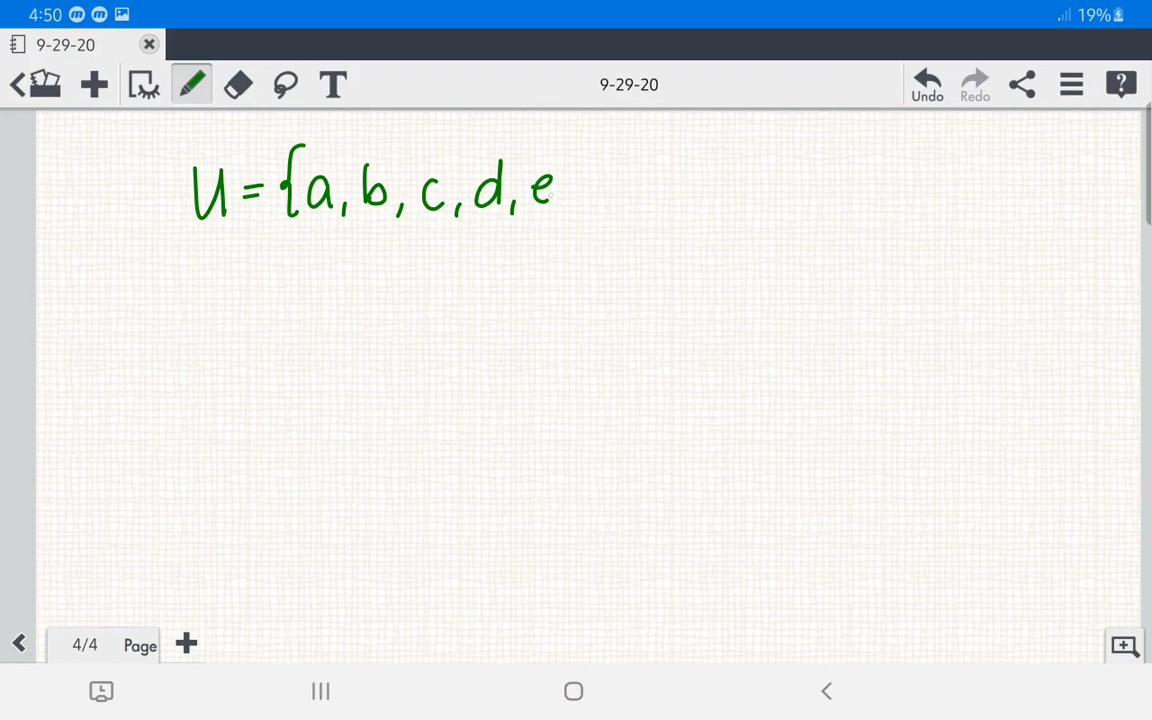 4:50 19%
9-29-20
9-29-20 Undo Redo
U = {a, b, c, d, e
4/4 Page